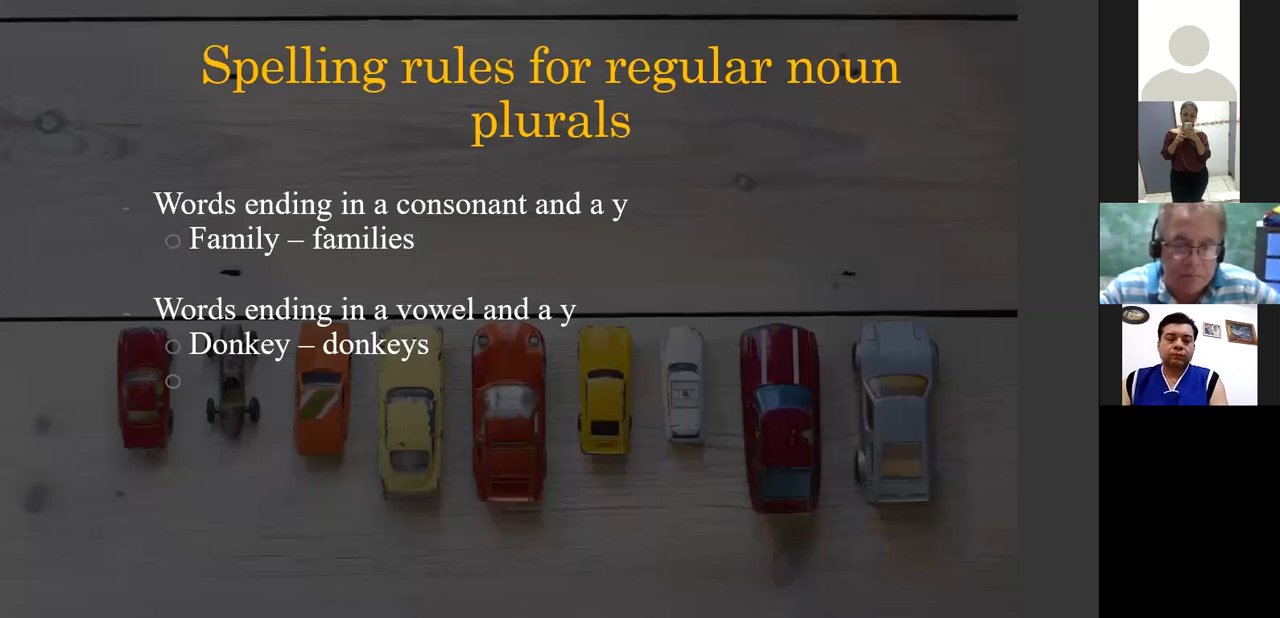 Spelling rules for regular noun
plurals
- Words ending in a consonant and a y
○ Family – families
- Words ending in a vowel and a y
○ Donkey – donkeys
○